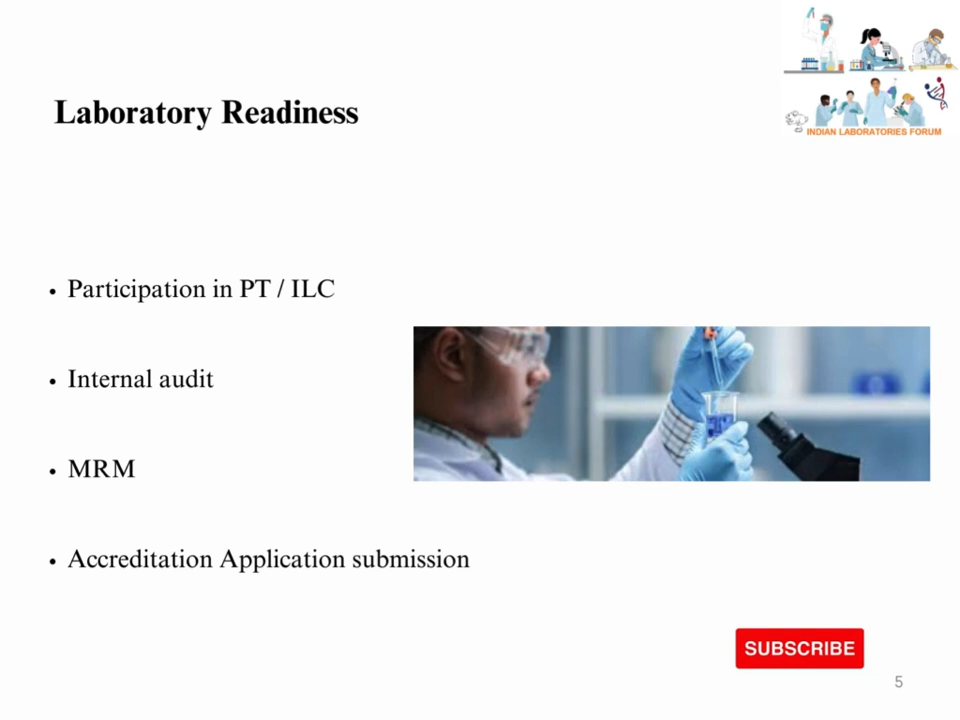 INDIAN LABORATORIES FORUM
Laboratory Readiness
• Participation in PT / ILC
• Internal audit
• MRM
• Accreditation Application submission
SUBSCRIBE
5